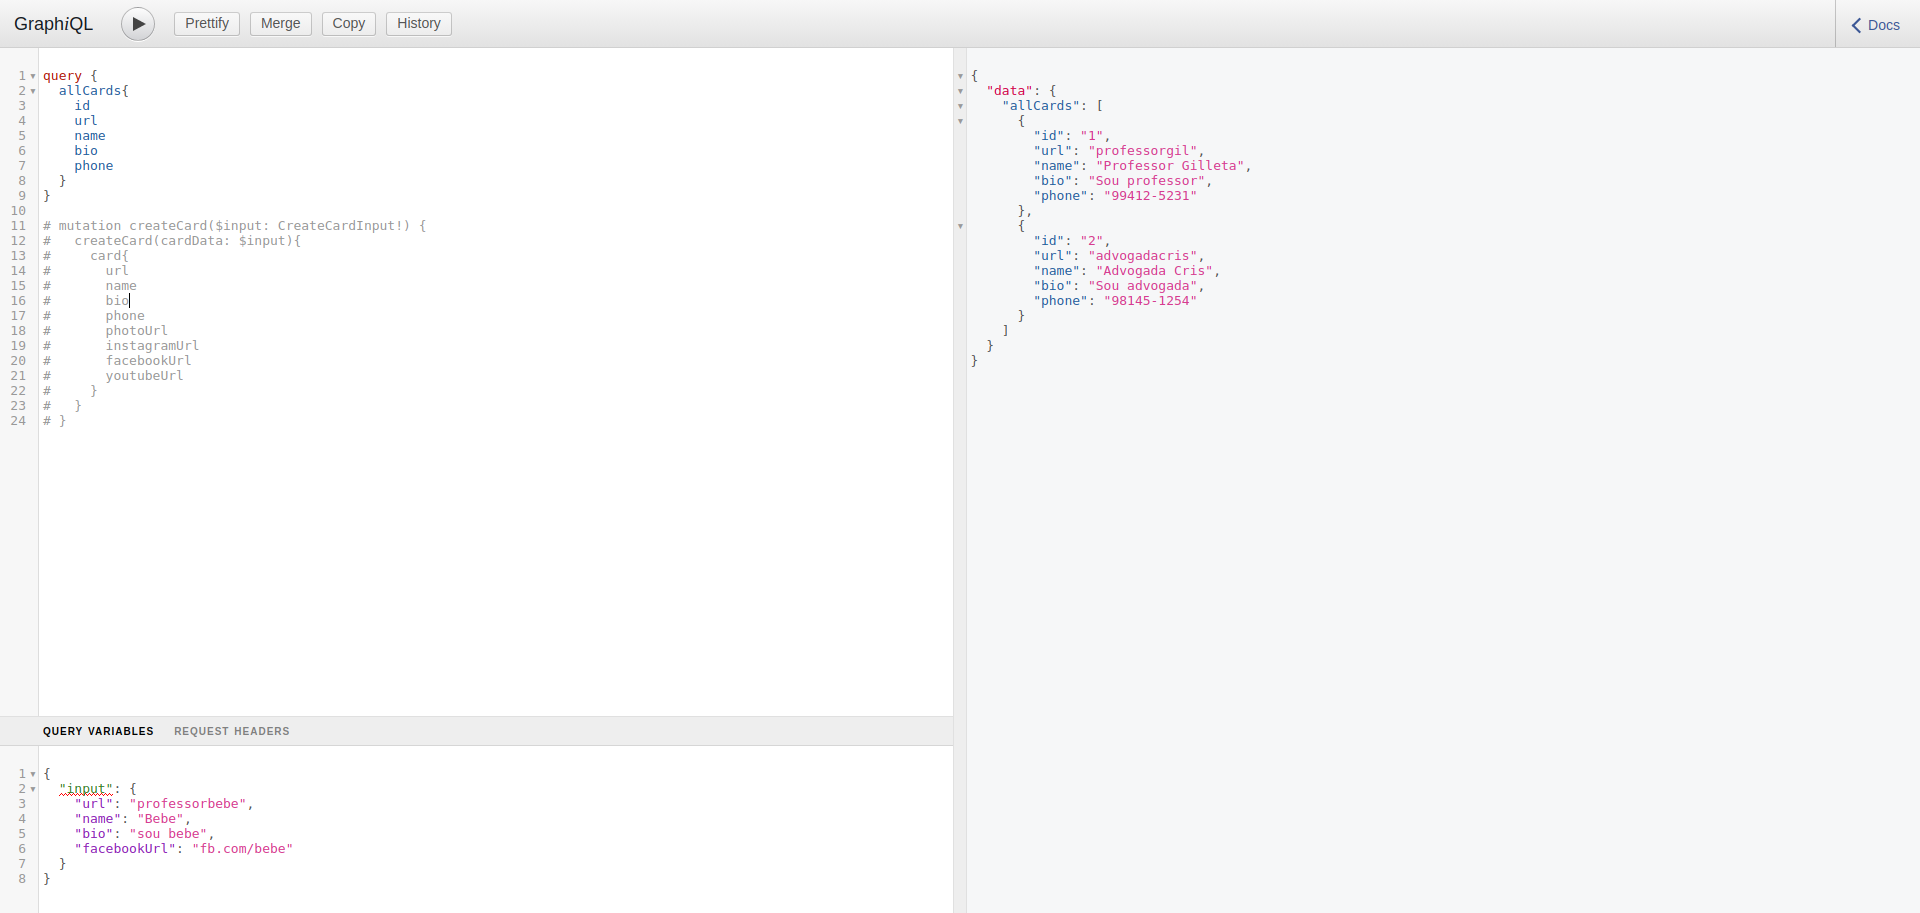 GraphiQL
Prettify Merge Copy History
Docs
1 query {
2   allCards{
3     id
4     url
5     name
6     bio
7     phone
8   }
9 }
10
11 # mutation createCard($input: CreateCardInput!) {
12 #   createCard(cardData: $input){
13 #     card{
14 #       url
15 #       name
16 #       bio
17 #       phone
18 #       photoUrl
19 #       instagramUrl
20 #       facebookUrl
21 #       youtubeUrl
22 #     }
23 #   }
24 # }
QUERY VARIABLES REQUEST HEADERS
1 {
2   "input": {
3     "url": "professorbebe",
4     "name": "Bebe",
5     "bio": "sou bebe",
6     "facebookUrl": "fb.com/bebe"
7   }
8 }
{
  "data": {
    "allCards": [
      {
        "id": "1",
        "url": "professorgil",
        "name": "Professor Gilleta",
        "bio": "Sou professor",
        "phone": "99412-5231"
      },
      {
        "id": "2",
        "url": "advogadacris",
        "name": "Advogada Cris",
        "bio": "Sou advogada",
        "phone": "98145-1254"
      }
    ]
  }
}